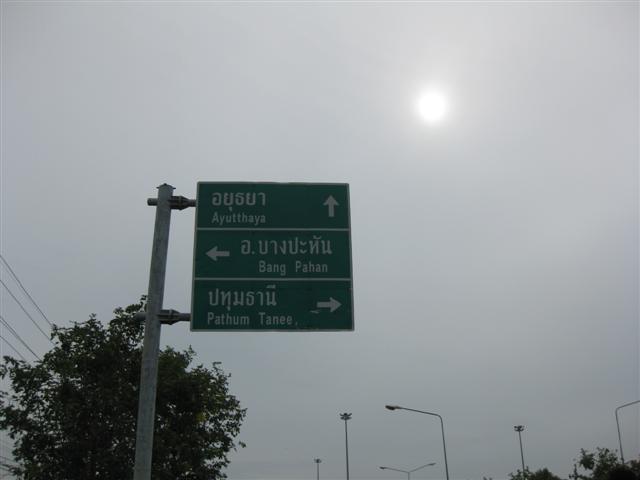 อยุธยา
Ayutthaya
อ.บางปะหัน
Bang Pahan
ปทุมธานี
Pathum Tanee